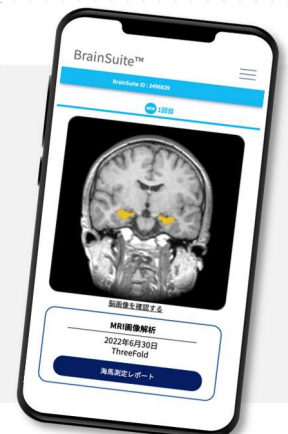 BrainSuite™
BrainSuite ID : 3496839
NEW 1回目
脳画像を確認する
MRI画像解析
2022年6月30日
ThreeFold
海馬測定レポート